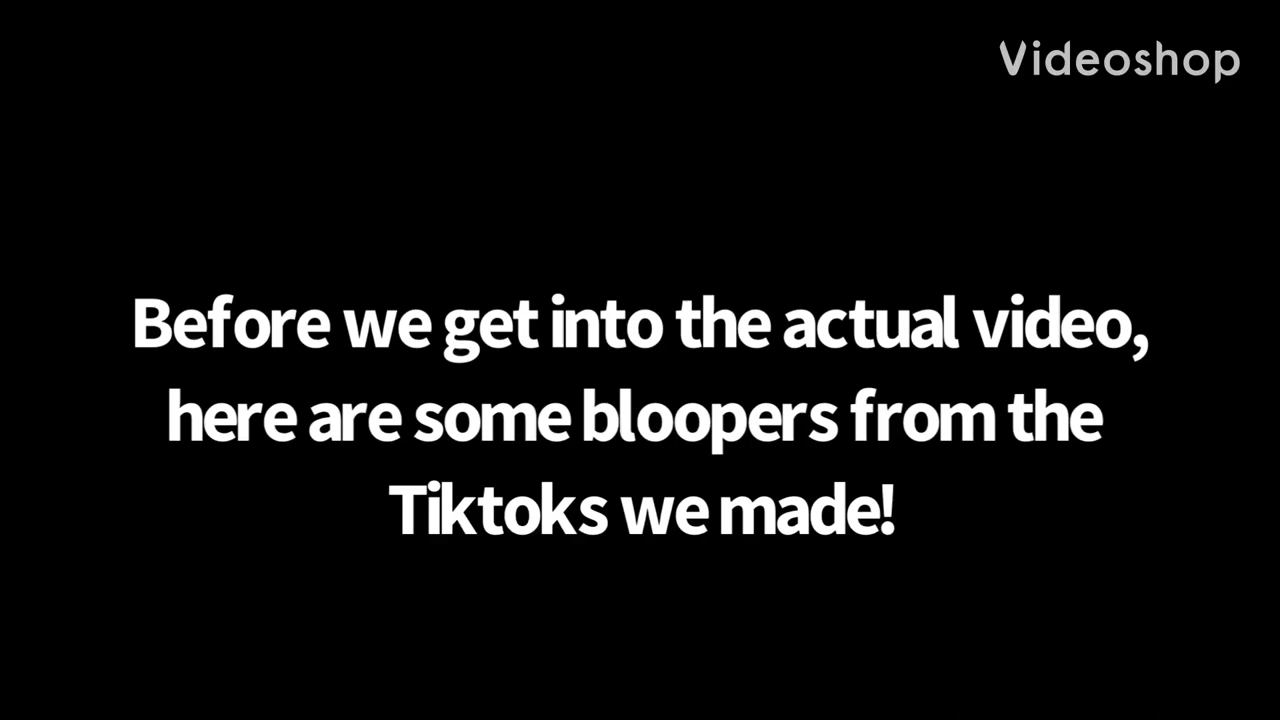 Videoshop
Before we get into the actual video,
here are some bloopers from the
Tiktoks we made!